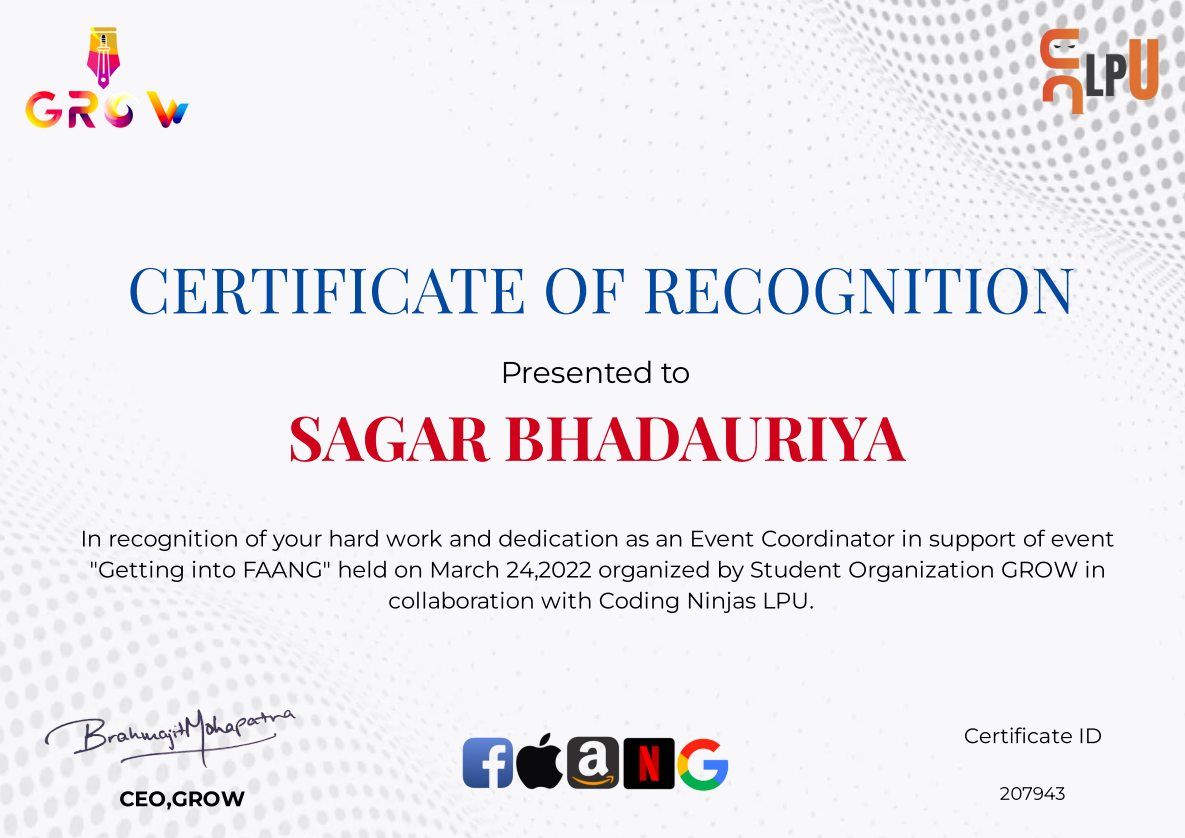 GROW
LPU
CERTIFICATE OF RECOGNITION
Presented to
SAGAR BHADAURIYA
In recognition of your hard work and dedication as an Event Coordinator in support of event
"Getting into FAANG" held on March 24,2022 organized by Student Organization GROW in
collaboration with Coding Ninjas LPU.
Brahmajit Mohapatra
CEO,GROW
f a N G
Certificate ID
207943